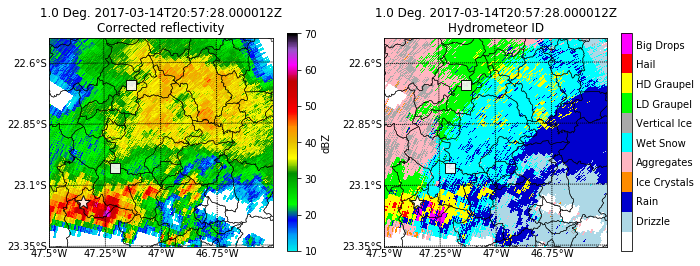 1.0 Deg. 2017-03-14T20:57:28.000012Z
Corrected reflectivity
22.6°S
22.85°S
23.1°S
23.35°S
47.5°W
47.25°W
47°W
46.75°W
70
60
50
40
30
20
10
dBZ
1.0 Deg. 2017-03-14T20:57:28.000012Z
Hydrometeor ID
22.6°S
22.85°S
23.1°S
23.35°S
47.5°W
47.25°W
47°W
46.75°W
Big Drops
Hail
HD Graupel
LD Graupel
Vertical Ice
Wet Snow
Aggregates
Ice Crystals
Rain
Drizzle